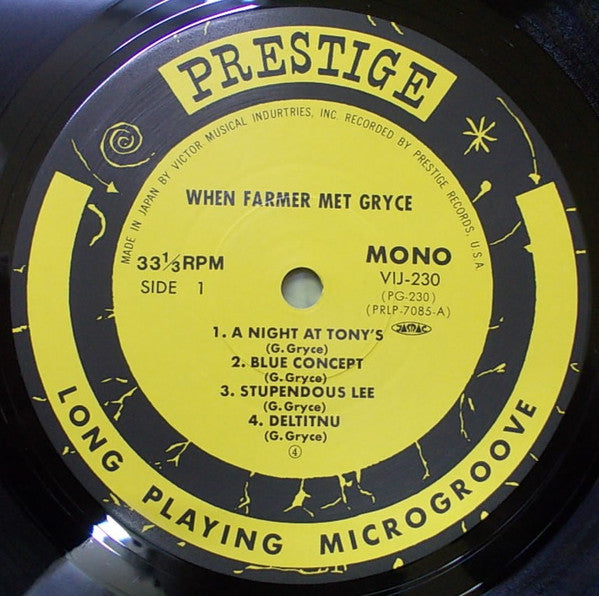 PRESTIGE
MADE IN JAPAN BY VICTOR MUSICAL INDURTRIES, INC. RECORDED BY PRESTIGE RECORDS, U.S.A
WHEN FARMER MET GRYCE
33⅓RPM
SIDE 1
MONO
VIJ-230
(PG-230)
(PRLP-7085-A)
JASRAC
1. A NIGHT AT TONY'S
(G. Gryce)
2. BLUE CONCEPT
(G. Gryce)
3. STUPENDOUS LEE
(G. Gryce)
4. DELTITNU
(G. Gryce)
④
LONG PLAYING MICROGROOVE